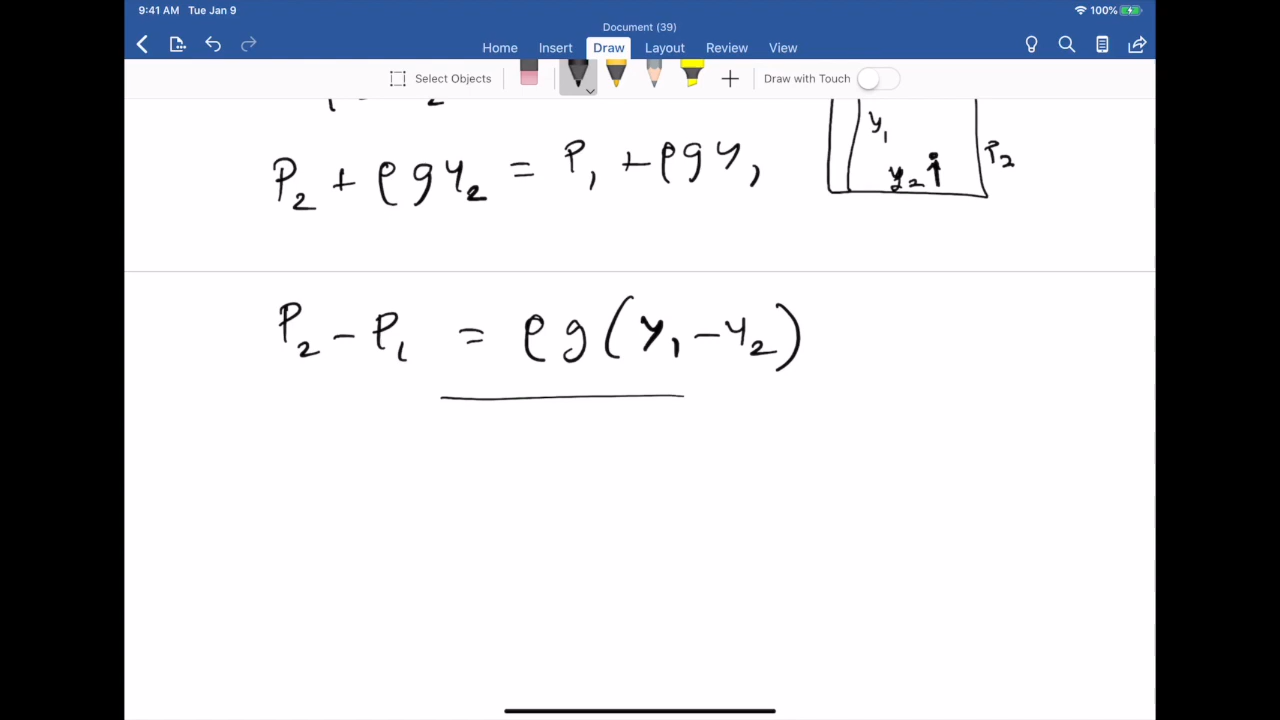 9:41 AM Tue Jan 9
100%
Document (39)
Home Insert Draw Layout Review View
Select Objects
Draw with Touch
y₁
P₂ + ρgy₂ = P₁ + ρgy₁
y₂
P₂
P₂ - P₁ = ρg(y₁ - y₂)